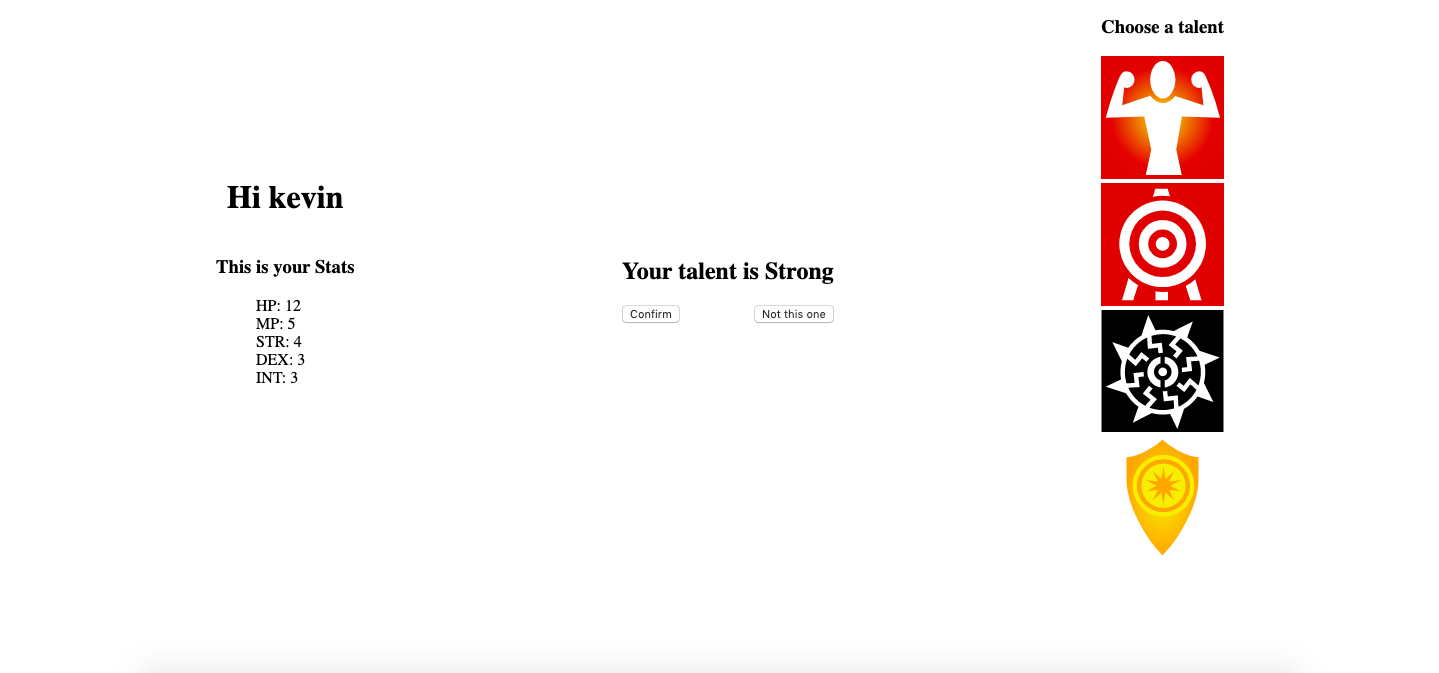 Hi kevin
This is your Stats
HP: 12
MP: 5
STR: 4
DEX: 3
INT: 3
Your talent is Strong
Confirm
Not this one
Choose a talent